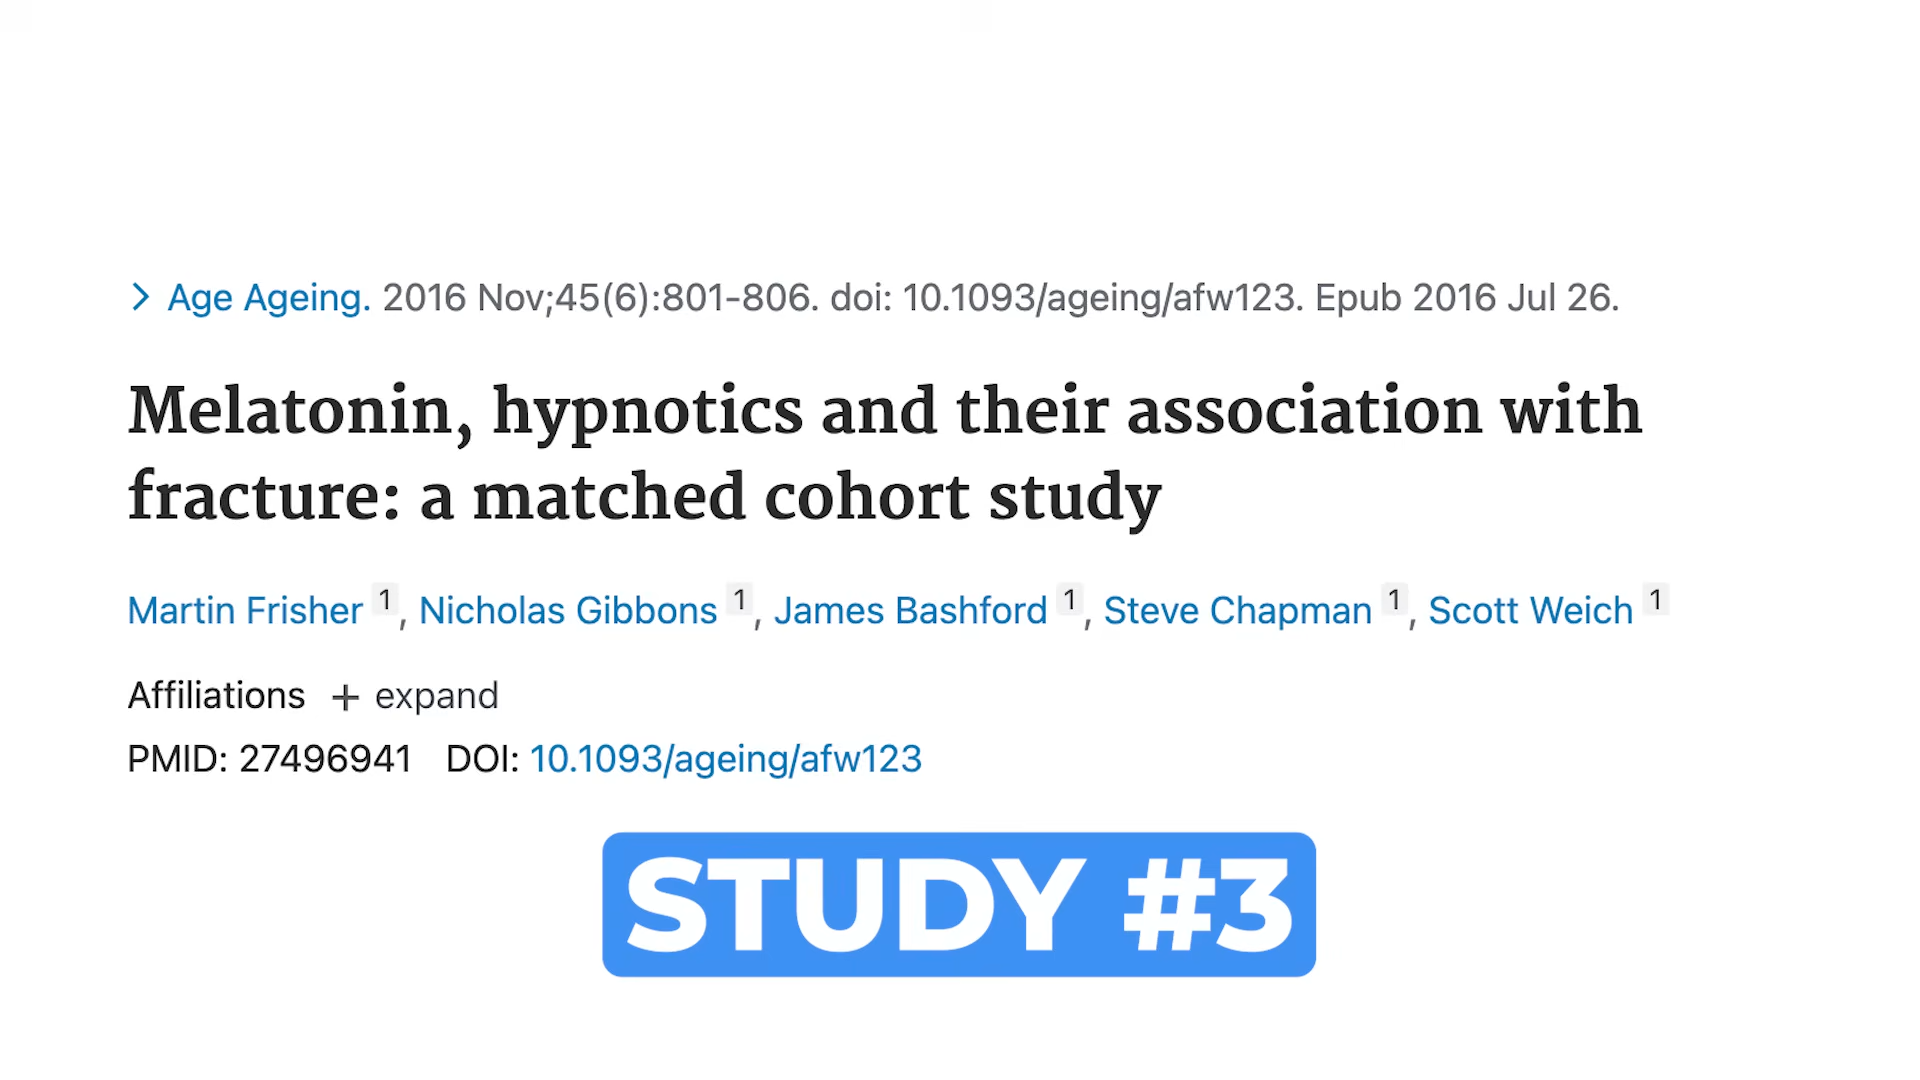 > Age Ageing. 2016 Nov;45(6):801-806. doi: 10.1093/ageing/afw123. Epub 2016 Jul 26.
Melatonin, hypnotics and their association with
fracture: a matched cohort study
Martin Frisher 1, Nicholas Gibbons 1, James Bashford 1, Steve Chapman 1, Scott Weich 1
Affiliations + expand
PMID: 27496941 DOI: 10.1093/ageing/afw123
STUDY #3